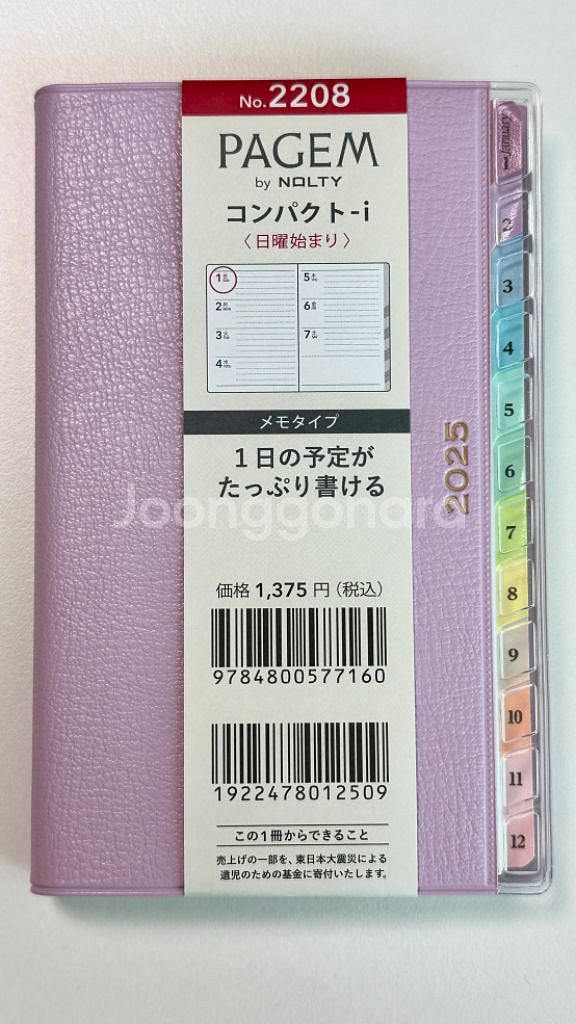 No.2208
PAGEM
by NOLTY
コンパクト-i
〈日曜始まり〉
1
2
3
4
5
6
7
メモタイプ
1日の予定が
たっぷり書ける
価格 1,375 円（税込）
9784800577160
1922478012509
この1冊からできること
売上げの一部を、東日本大震災による
遺児のための基金に寄付いたします。
2025
1 January
2
3
4
5
6
7
8
9
10
11
12
Joonggonara